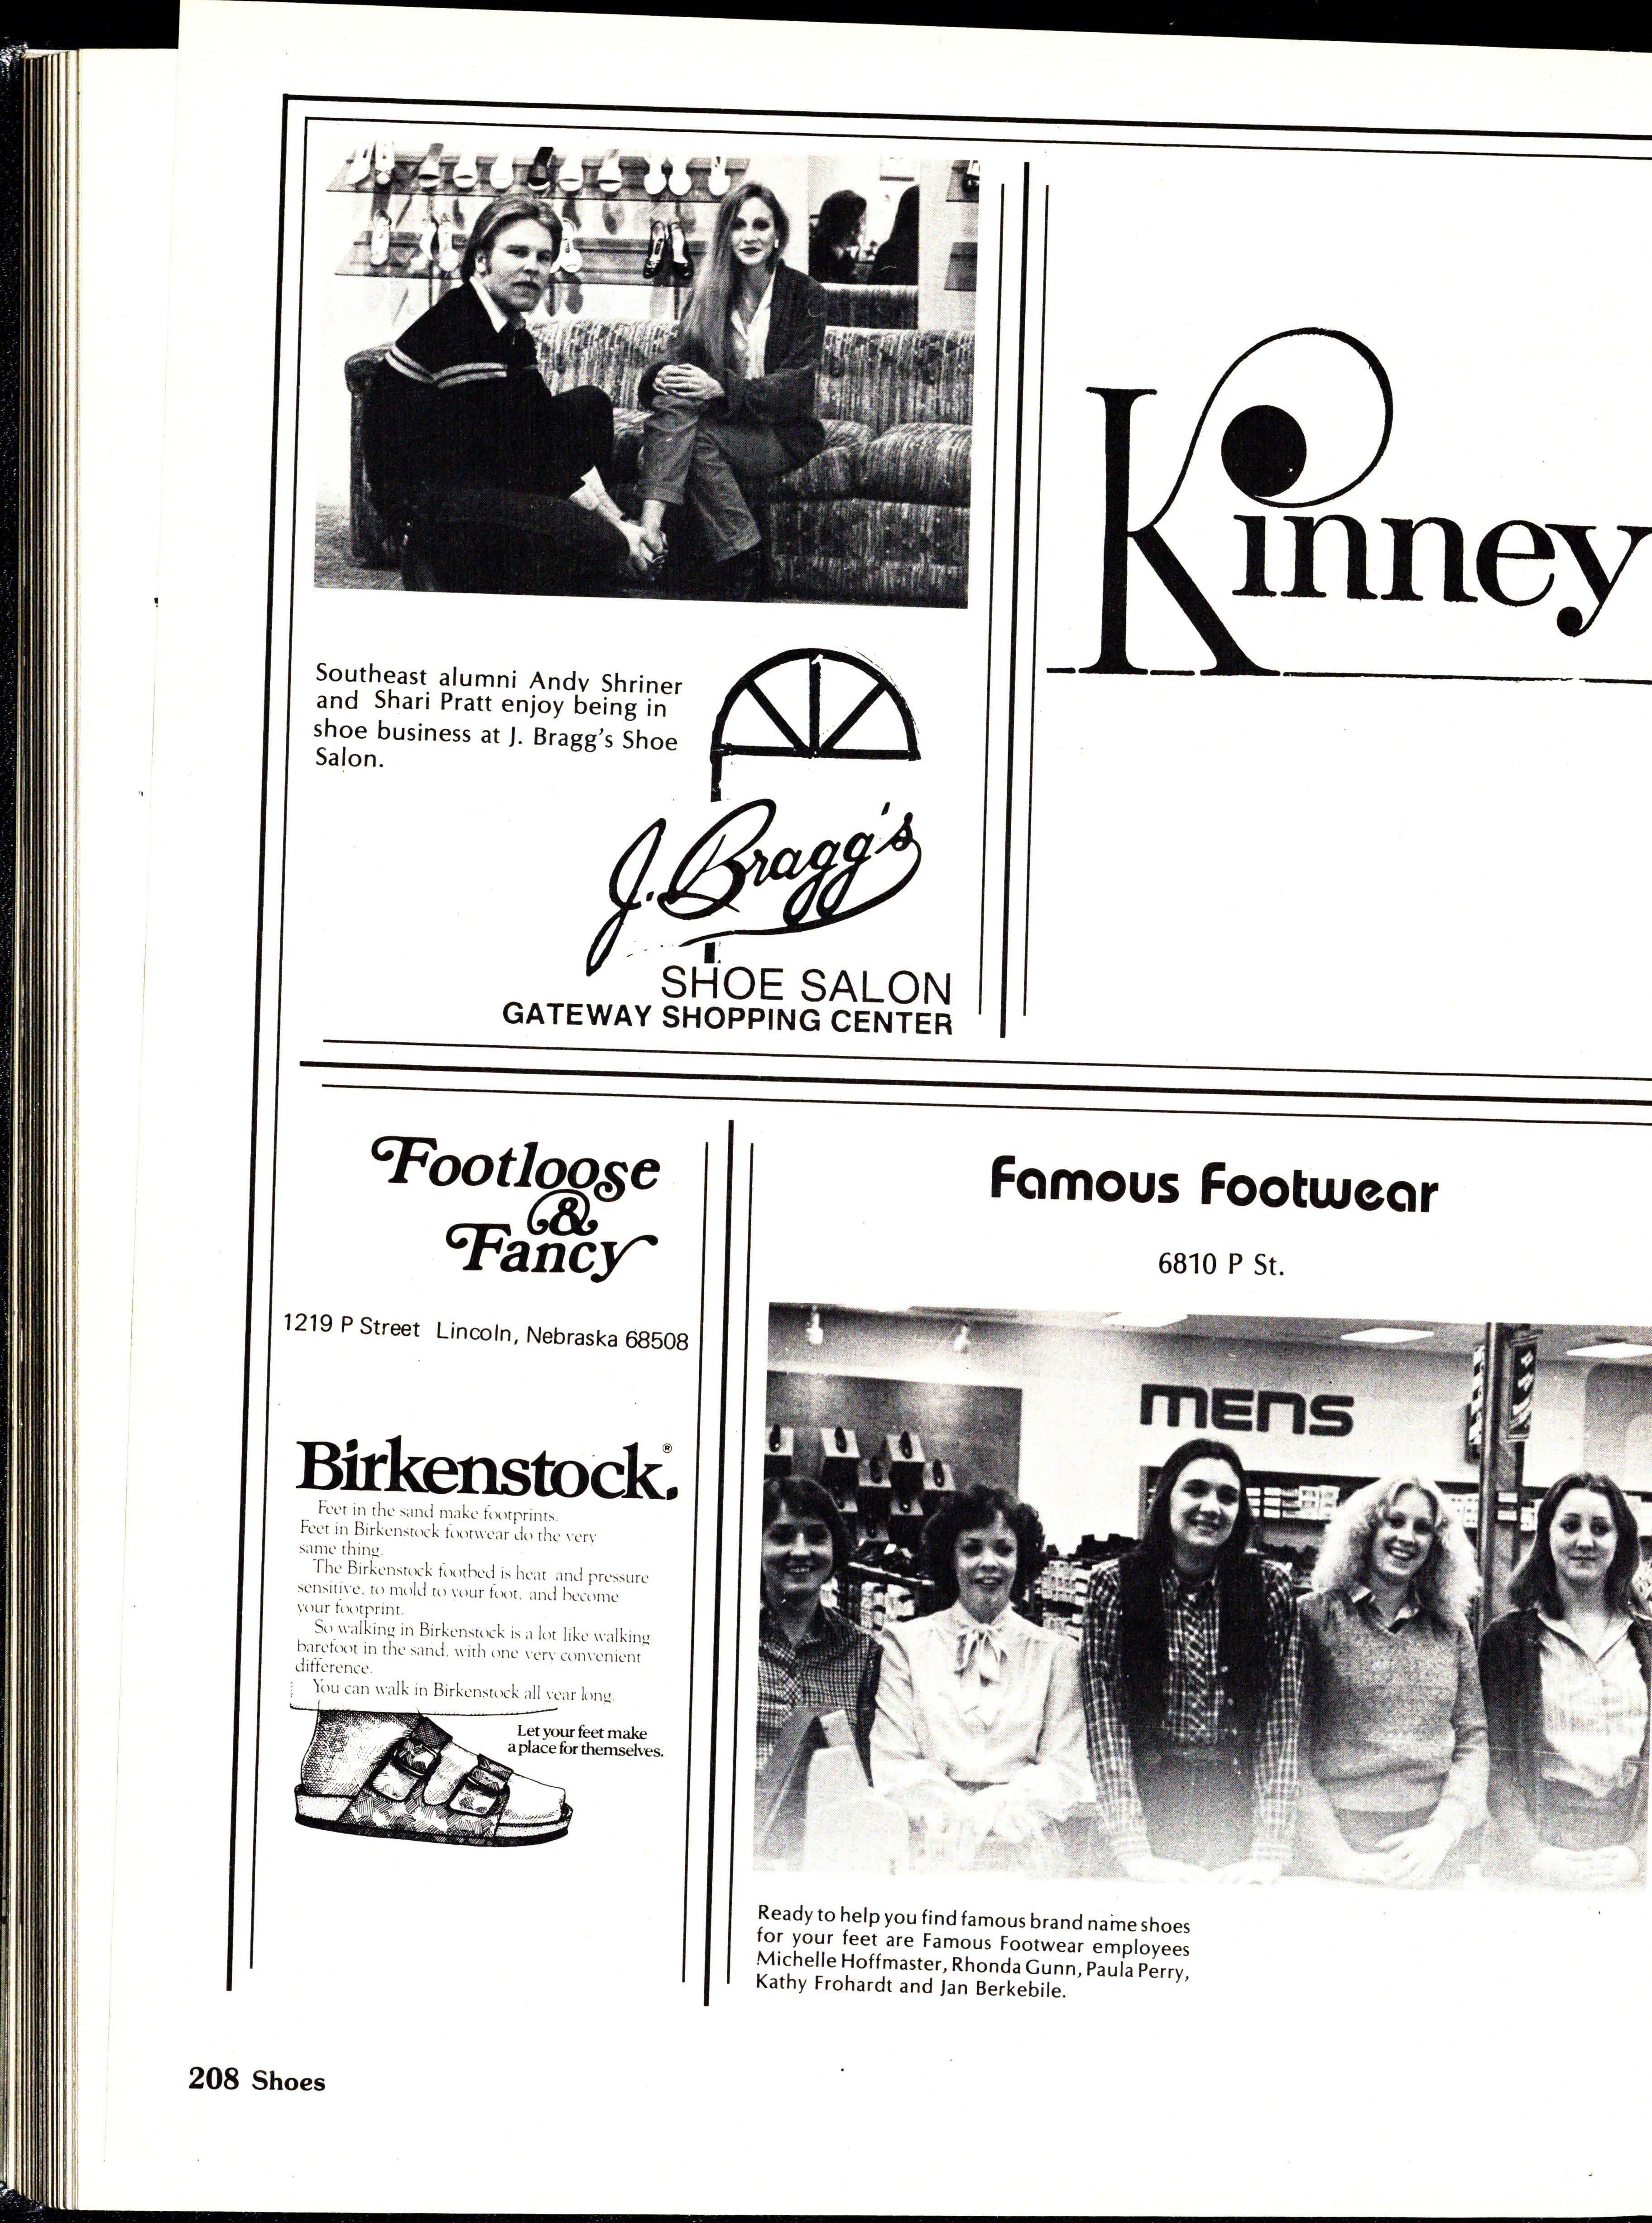 Southeast alumni Andy Shriner
and Shari Pratt enjoy being in
shoe business at J. Bragg's Shoe
Salon.
J. Bragg's
SHOE SALON
GATEWAY SHOPPING CENTER
Kinney
Footloose
&
Fancy
1219 P Street Lincoln, Nebraska 68508
Birkenstock.®
Feet in the sand make footprints.
Feet in Birkenstock footwear do the very
same thing.
The Birkenstock footbed is heat and pressure
sensitive, to mold to your foot, and become
your footprint.
So walking in Birkenstock is a lot like walking
barefoot in the sand, with one very convenient
difference.
You can walk in Birkenstock all year long.
Let your feet make
a place for themselves.
Famous Footwear
6810 P St.
MENS
Ready to help you find famous brand name shoes
for your feet are Famous Footwear employees
Michelle Hoffmaster, Rhonda Gunn, Paula Perry,
Kathy Frohardt and Jan Berkebile.
208 Shoes